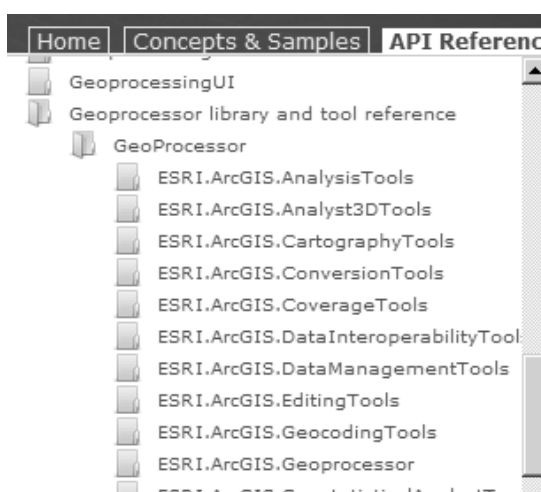 Home Concepts & Samples API Referenc
GeoprocessingUI
Geoprocessor library and tool reference
GeoProcessor
ESRI.ArcGIS.AnalysisTools
ESRI.ArcGIS.Analyst3DTools
ESRI.ArcGIS.CartographyTools
ESRI.ArcGIS.ConversionTools
ESRI.ArcGIS.CoverageTools
ESRI.ArcGIS.DataInteroperabilityTool
ESRI.ArcGIS.DataManagementTools
ESRI.ArcGIS.EditingTools
ESRI.ArcGIS.GeocodingTools
ESRI.ArcGIS.Geoprocessor